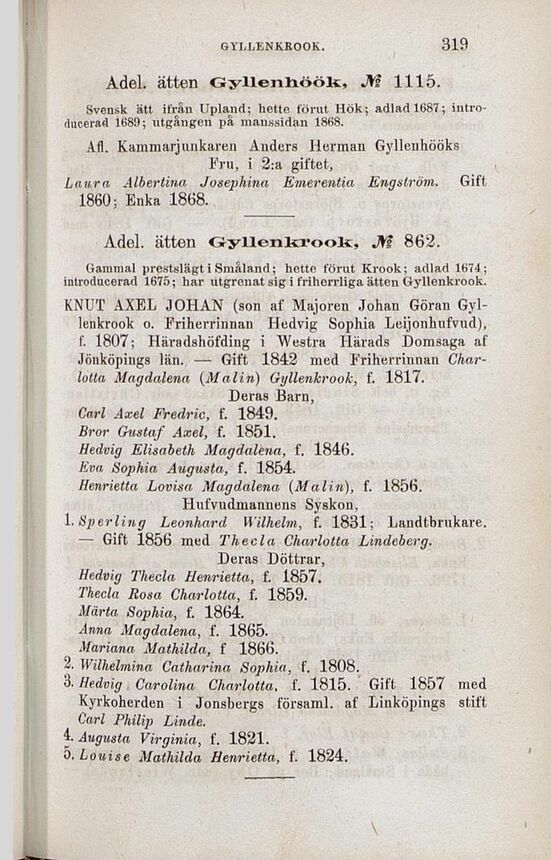 GYLLENKROOK. 319
Adel. ätten Gyllenhöök, № 1115.
Svensk ätt ifrån Upland; hette förut Hök; adlad 1687; intro-
ducerad 1689; utgången på manssidan 1868.
Afl. Kammarjunkaren Anders Herman Gyllenhööks
Fru, i 2:a giftet,
Laura Albertina Josephina Emerentia Engström. Gift
1860; Enka 1868.
Adel. ätten Gyllenkrook, № 862.
Gammal prestslägt i Småland; hette förut Krook; adlad 1674;
introducerad 1675; har utgrenat sig i friherrliga ätten Gyllenkrook.
KNUT AXEL JOHAN (son af Majoren Johan Göran Gyl-
lenkrook o. Friherrinnan Hedvig Sophia Leijonhufvud),
f. 1807; Häradshöfding i Westra Härads Domsaga af
Jönköpings län. — Gift 1842 med Friherrinnan Char-
lotta Magdalena (Malin) Gyllenkrook, f. 1817.
Deras Barn,
Carl Axel Fredric, f. 1849.
Bror Gustaf Axel, f. 1851.
Hedvig Elisabeth Magdalena, f. 1846.
Eva Sophia Augusta, f. 1854.
Henrietta Lovisa Magdalena (Malin), f. 1856.
Hufvudmannens Syskon,
1. Sperling Leonhard Wilhelm, f. 1831; Landtbrukare.
— Gift 1856 med Thecla Charlotta Lindeberg.
Deras Döttrar,
Hedvig Thecla Henrietta, f. 1857.
Thecla Rosa Charlotta, f. 1859.
Märta Sophia, f. 1864.
Anna Magdalena, f. 1865.
Mariana Mathilda, f 1866.
2. Wilhelmina Catharina Sophia, f. 1808.
3. Hedvig Carolina Charlotta, f. 1815. Gift 1857 med
Kyrkoherden i Jonsbergs församl. af Linköpings stift
Carl Philip Linde.
4. Augusta Virginia, f. 1821.
5. Louise Mathilda Henrietta, f. 1824.